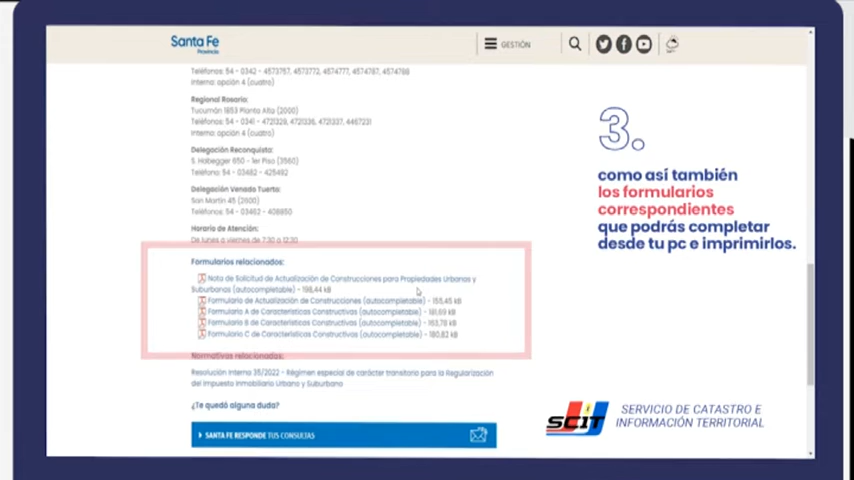 Santa Fe
Provincia
GESTIÓN
Teléfonos: 54 - 0342 - 4573757, 4573772, 4574777, 4574787, 4574788
Interno: opción 4 (cuatro)
Regional Rosario:
Tucumán 1853 Planta Alta (2000)
Teléfonos: 54 - 0341 - 4721329, 4721336, 4721337, 4467231
Interno: opción 4 (cuatro)
Delegación Reconquista:
S. Habegger 650 - 1er Piso (3560)
Teléfono: 54 - 03482 - 425492
Delegación Venado Tuerto:
San Martín 45 (2600)
Teléfonos: 54 - 03462 - 408850
Horario de Atención:
De lunes a viernes de 7:30 a 12:30
Formularios relacionados:
Nota de Solicitud de Actualización de Construcciones para Propiedades Urbanas y
Suburbanas (autocompletable) - 198,44 kB
Formulario de Actualización de Construcciones (autocompletable) - 155,45 kB
Formulario A de Características Constructivas (autocompletable) - 181,69 kB
Formulario B de Características Constructivas (autocompletable) - 163,78 kB
Formulario C de Características Constructivas (autocompletable) - 180,82 kB
Normativas relacionadas:
Resolución Interna 35/2022 - Régimen especial de carácter transitorio para la Regularización
del Impuesto Inmobiliario Urbano y Suburbano
¿Te quedó alguna duda?
SANTA FE RESPONDE TUS CONSULTAS
3.
como así también
los formularios
correspondientes
que podrás completar
desde tu pc e imprimirlos.
SCIT
SERVICIO DE CATASTRO E
INFORMACIÓN TERRITORIAL